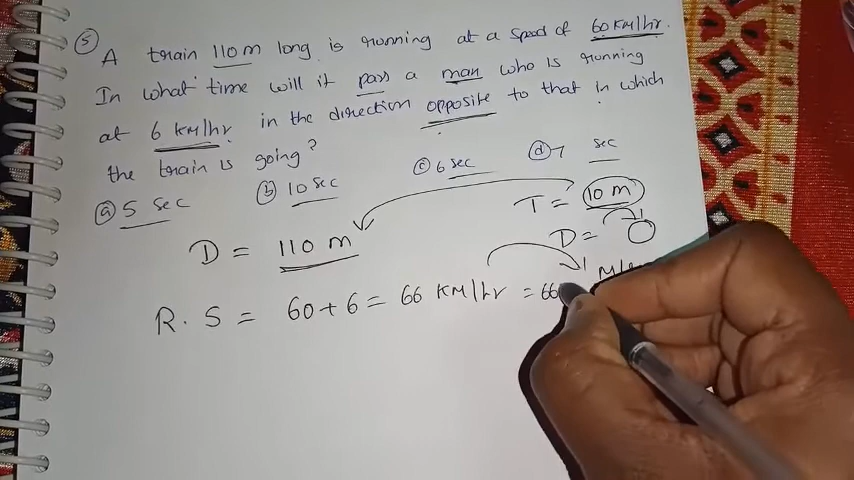 5 A train 110 m long is running at a speed of 60 KM/hr.
In what time will it pass a man who is running
at 6 KM/hr in the direction opposite to that in which
the train is going?
a 5 sec b 10 sec c 6 sec d 7 sec
T = 10 m
D = 110 m
D =
R. S = 60 + 6 = 66 KM/hr = 66